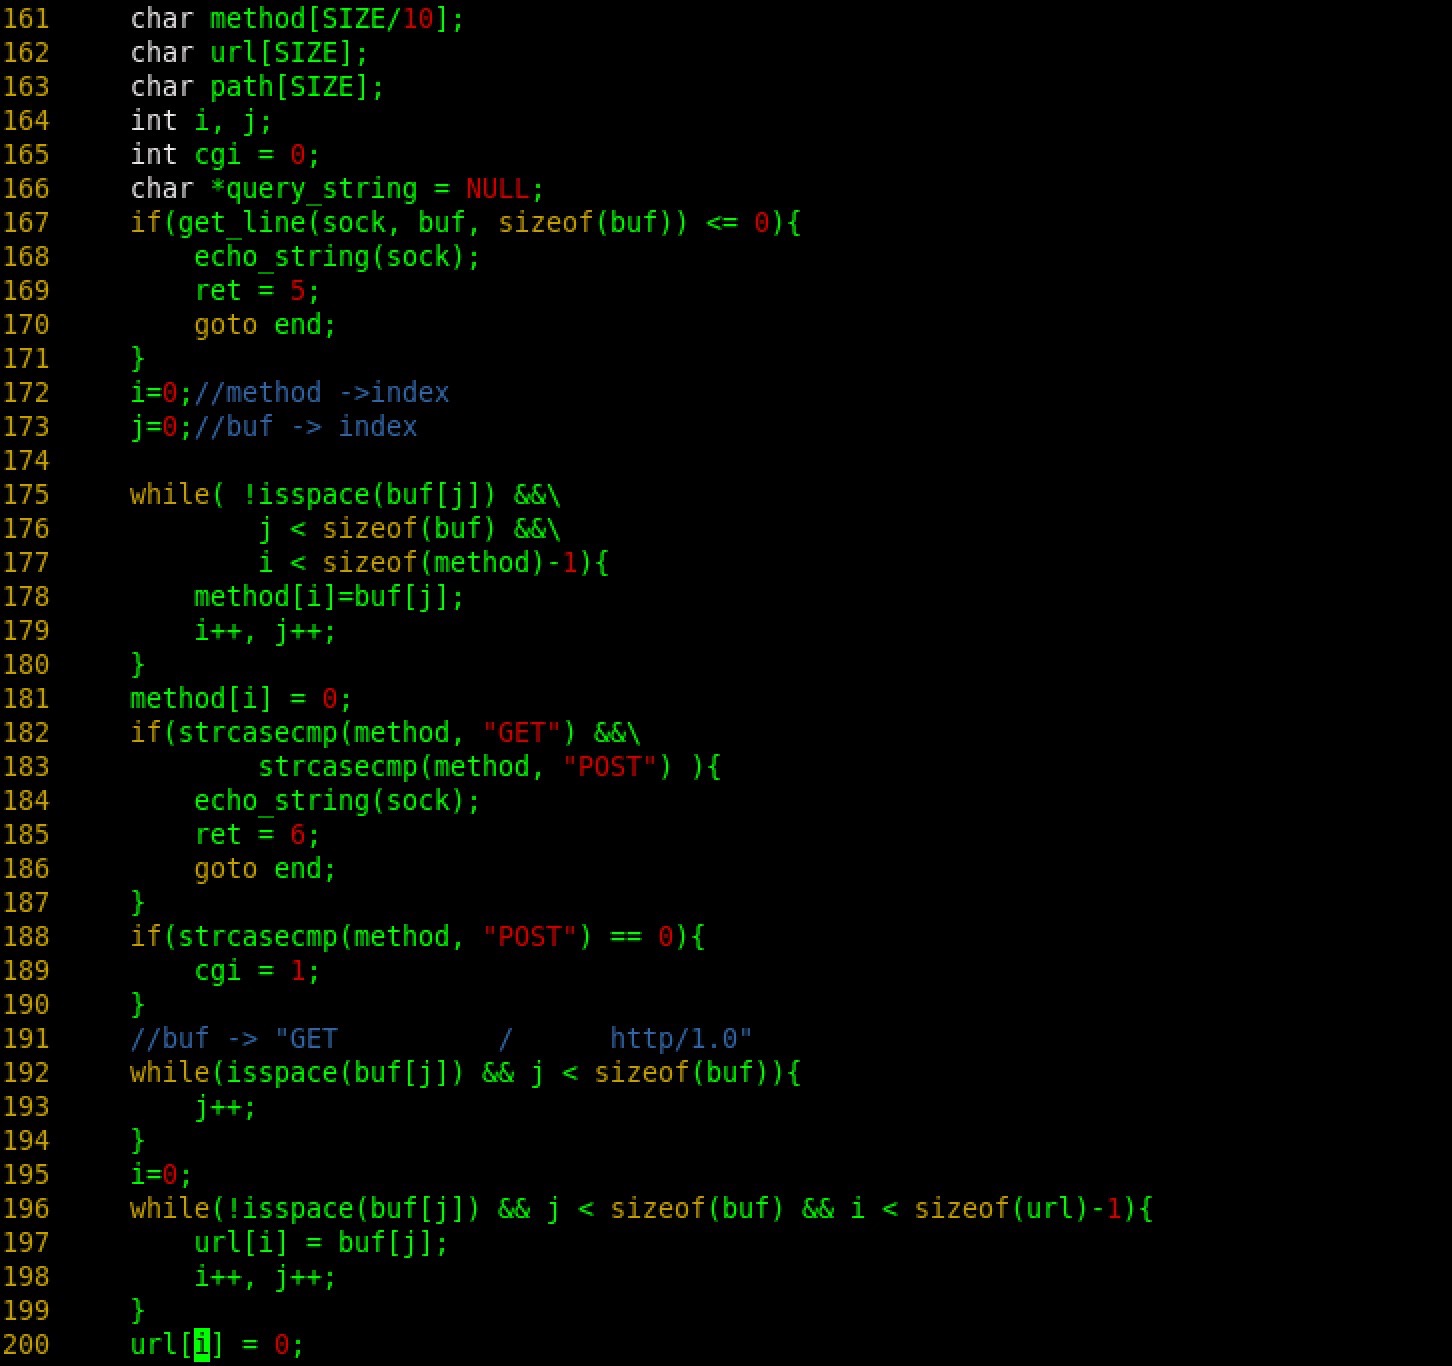 161     char method[SIZE/10];
162     char url[SIZE];
163     char path[SIZE];
164     int i, j;
165     int cgi = 0;
166     char *query_string = NULL;
167     if(get_line(sock, buf, sizeof(buf)) <= 0){
168         echo_string(sock);
169         ret = 5;
170         goto end;
171     }
172     i=0;//method ->index
173     j=0;//buf -> index
174
175     while( !isspace(buf[j]) &&\
176             j < sizeof(buf) &&\
177             i < sizeof(method)-1){
178         method[i]=buf[j];
179         i++, j++;
180     }
181     method[i] = 0;
182     if(strcasecmp(method, "GET") &&\
183             strcasecmp(method, "POST") ){
184         echo_string(sock);
185         ret = 6;
186         goto end;
187     }
188     if(strcasecmp(method, "POST") == 0){
189         cgi = 1;
190     }
191     //buf -> "GET          /      http/1.0"
192     while(isspace(buf[j]) && j < sizeof(buf)){
193         j++;
194     }
195     i=0;
196     while(!isspace(buf[j]) && j < sizeof(buf) && i < sizeof(url)-1){
197         url[i] = buf[j];
198         i++, j++;
199     }
200     url[i] = 0;